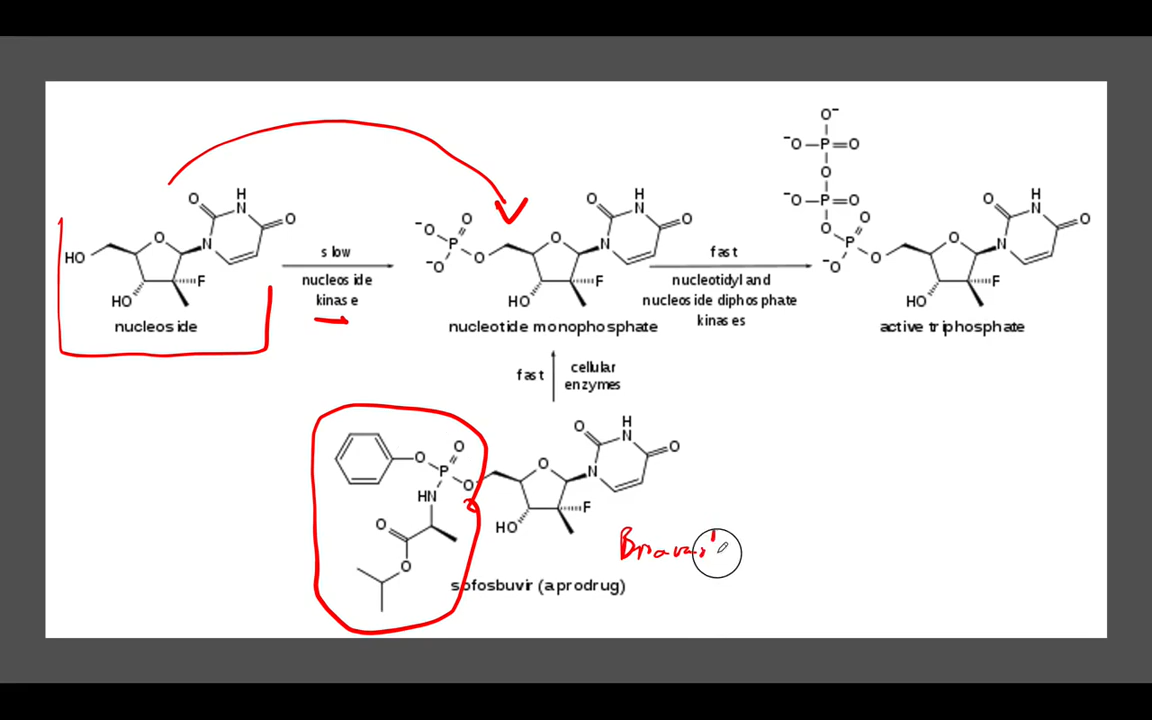 slow
nucleoside
kinase
nucleoside
nucleotide monophosphate
fast
nucleotidyl and
nucleoside diphosphate
kinases
active triphosphate
fast
cellular
enzymes
sofosbuvir (a prodrug)
HO
HO
O
O
H
N
O
N
F
⁻O
⁻O
P
O
O
O
HO
H
N
O
O
N
F
O⁻
⁻O—P=O
O
⁻O—P=O
O
O
P
⁻O
O
O
HO
H
N
O
O
N
F
O
O
P
O
HN
O
O
O
HO
H
N
O
O
N
F